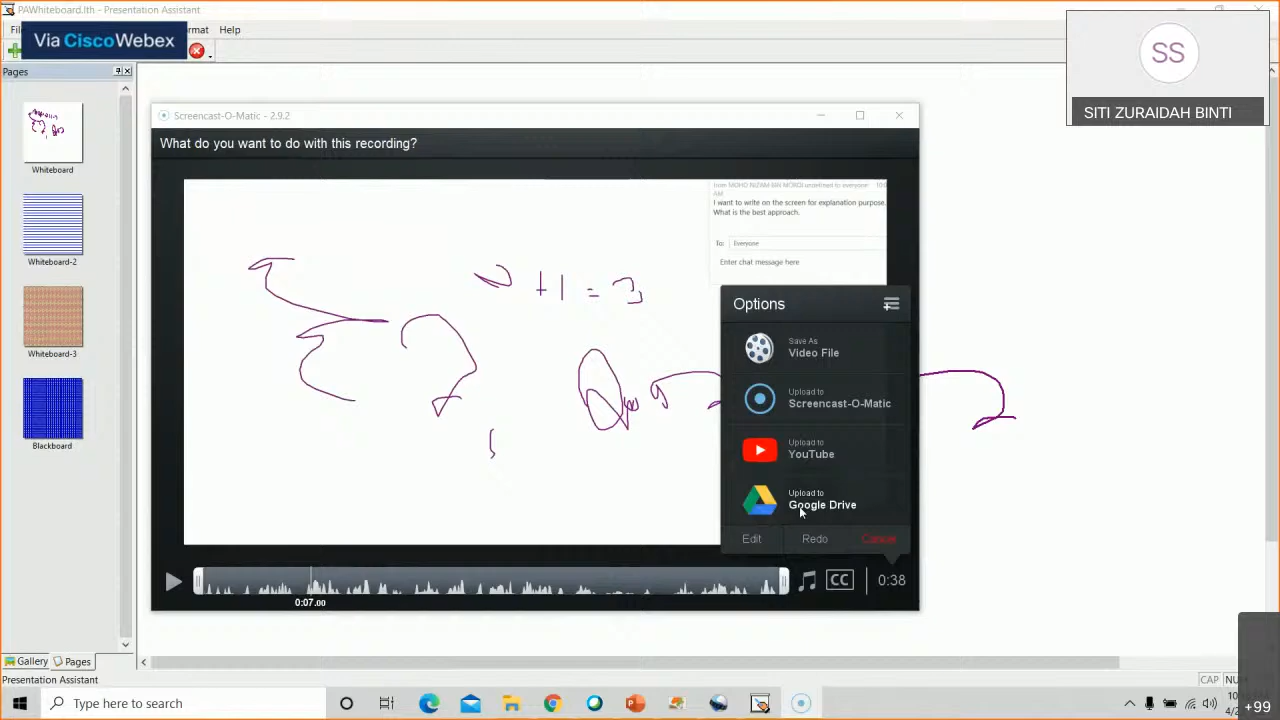 PAWhiteboard.lth - Presentation Assistant
Help
Via CiscoWebex
SS
SITI ZURAIDAH BINTI
Pages
Whiteboard
Whiteboard-2
Whiteboard-3
Blackboard
Screencast-O-Matic - 2.9.2
What do you want to do with this recording?
I want to write on the screen for explanation purpose.
What is the best approach.
To: Everyone
Enter chat message here
+1 = 3
Options
Save As
Video File
Upload to
Screencast-O-Matic
Upload to
YouTube
Upload to
Google Drive
Edit Redo Cancel
CC 0:38
0:07.00
Gallery Pages
Presentation Assistant
CAP
Type here to search
+99